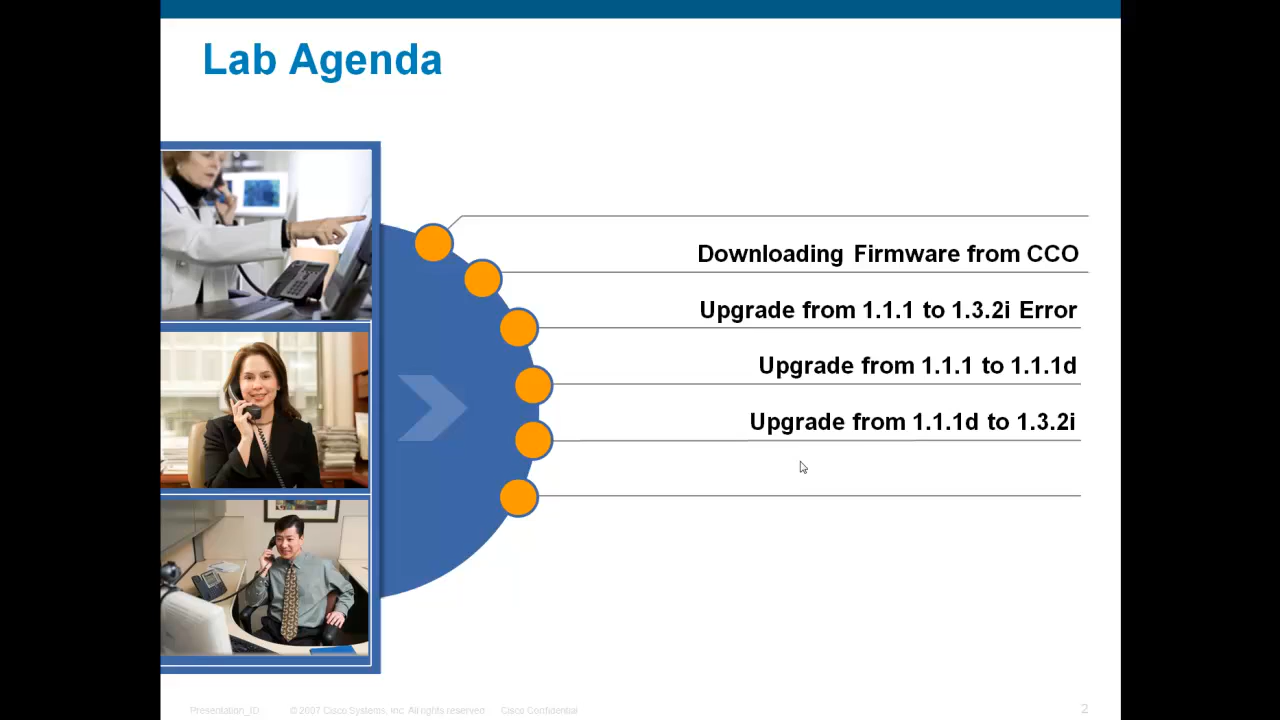 Lab Agenda
Downloading Firmware from CCO
Upgrade from 1.1.1 to 1.3.2i Error
Upgrade from 1.1.1 to 1.1.1d
Upgrade from 1.1.1d to 1.3.2i
Presentation_ID © 2007 Cisco Systems, Inc. All rights reserved. Cisco Confidential 2